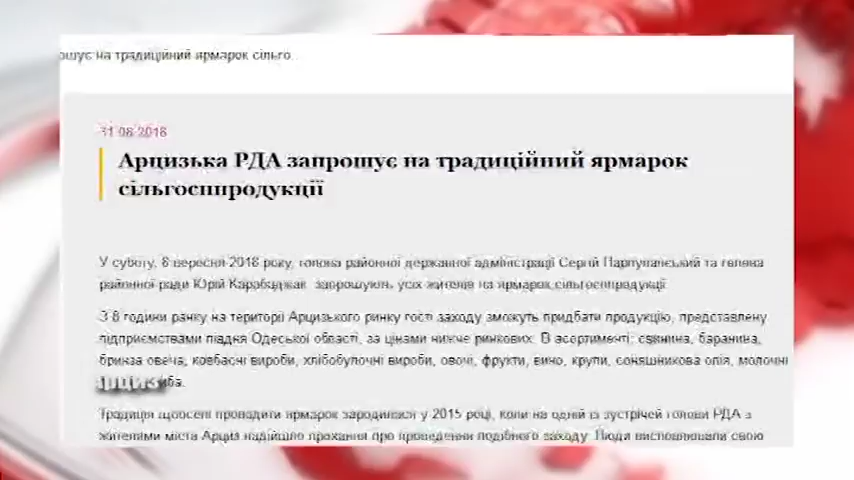 ошує на традиційний ярмарок сільго...
31 08 2018
Арцизька РДА запрошує на традиційний ярмарок
сільгосппродукції
У суботу, 8 вересня 2018 року, голова районної державної адміністрації Сергій Парпуланський та голова
районної ради Юрій Карабаджак запрошують усіх жителів на ярмарок сільгосппродукції
З 8 години ранку на території Арцизького ринку гості заходу зможуть придбати продукцію, представлену
підприємствами півдня Одеської області, за цінами нижче ринкових. В асортименті: свинина, баранина,
бринза овеча, ковбасні вироби, хлібобулочні вироби, овочі, фрукти, вино, крупи, соняшникова олія, молочні
Арциз
Традиція щоосені проводити ярмарок зародилася у 2015 році, коли на одній із зустрічей голови РДА з
жителями міста Арциз надійшло прохання про проведення подібного заходу. Люди висловлювали свою